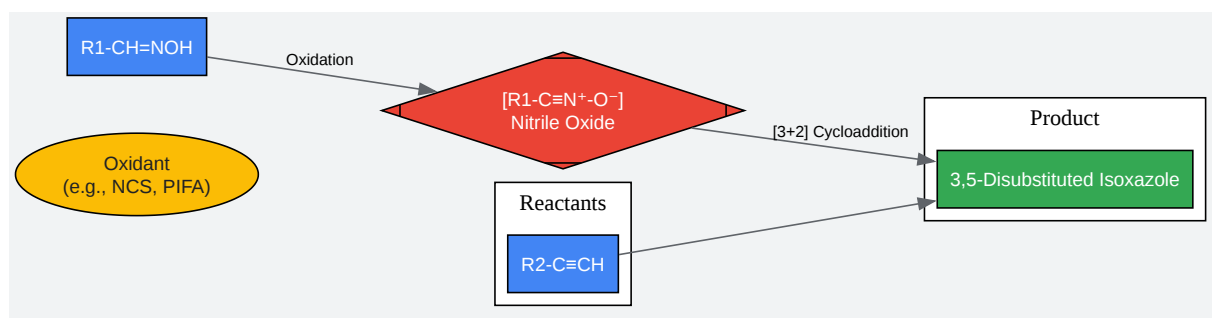 R1-CH=NOH
Oxidation
[R1-C≡N⁺-O⁻]
Nitrile Oxide
[3+2] Cycloaddition
Product
3,5-Disubstituted Isoxazole
Oxidant
(e.g., NCS, PIFA)
Reactants
R2-C≡CH